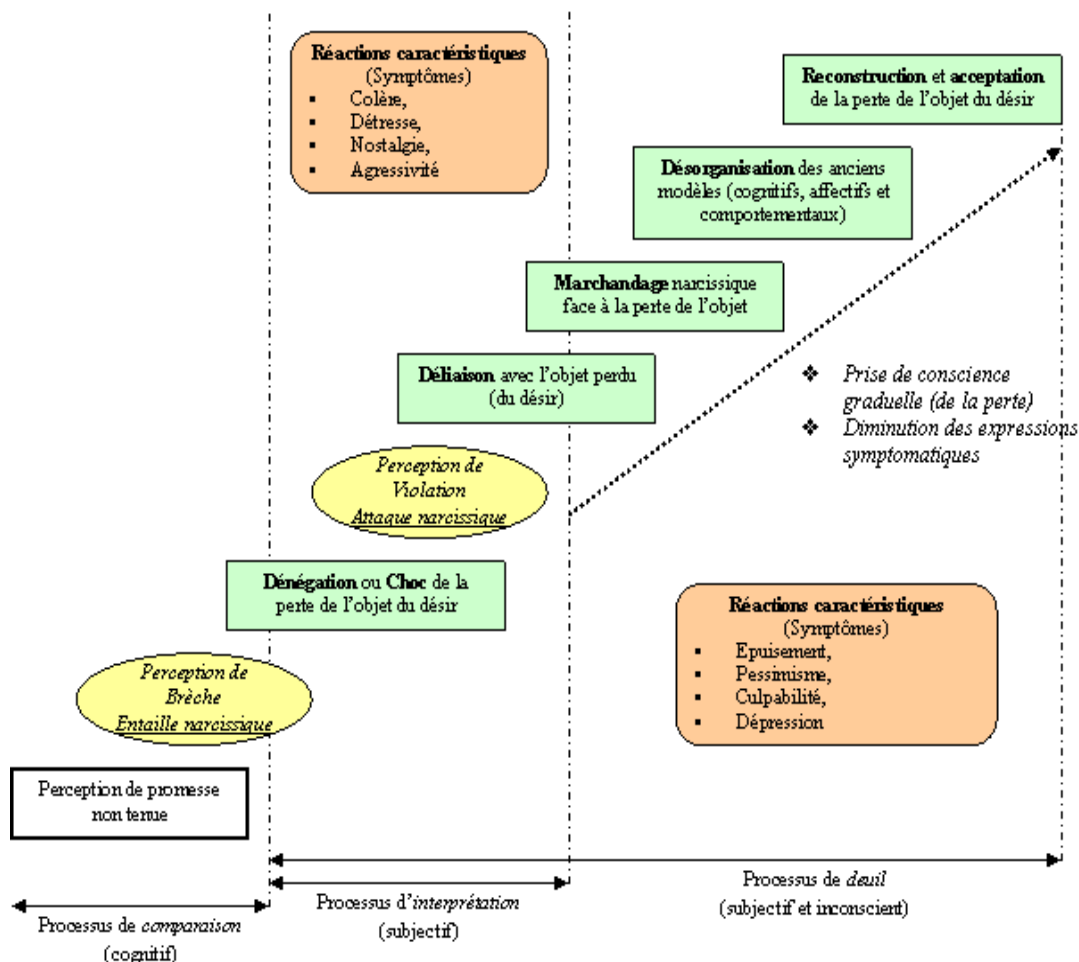 Réactions caractéristiques
(Symptômes)
▪ Colère,
▪ Détresse,
▪ Nostalgie,
▪ Agressivité
Reconstruction et acceptation
de la perte de l'objet du désir
Désorganisation des anciens
modèles (cognitifs, affectifs et
comportementaux)
Marchandage narcissique
face à la perte de l'objet
Déliaison avec l'objet perdu
(du désir)
❖ Prise de conscience
graduelle (de la perte)
❖ Diminution des expressions
symptomatiques
Perception de
Violation
Attaque narcissique
Dénégation ou Choc de la
perte de l'objet du désir
Réactions caractéristiques
(Symptômes)
▪ Epuisement,
▪ Pessimisme,
▪ Culpabilité,
▪ Dépression
Perception de
Brèche
Entaille narcissique
Perception de promesse
non tenue
Processus de deuil
(subjectif et inconscient)
Processus d'interprétation
(subjectif)
Processus de comparaison
(cognitif)